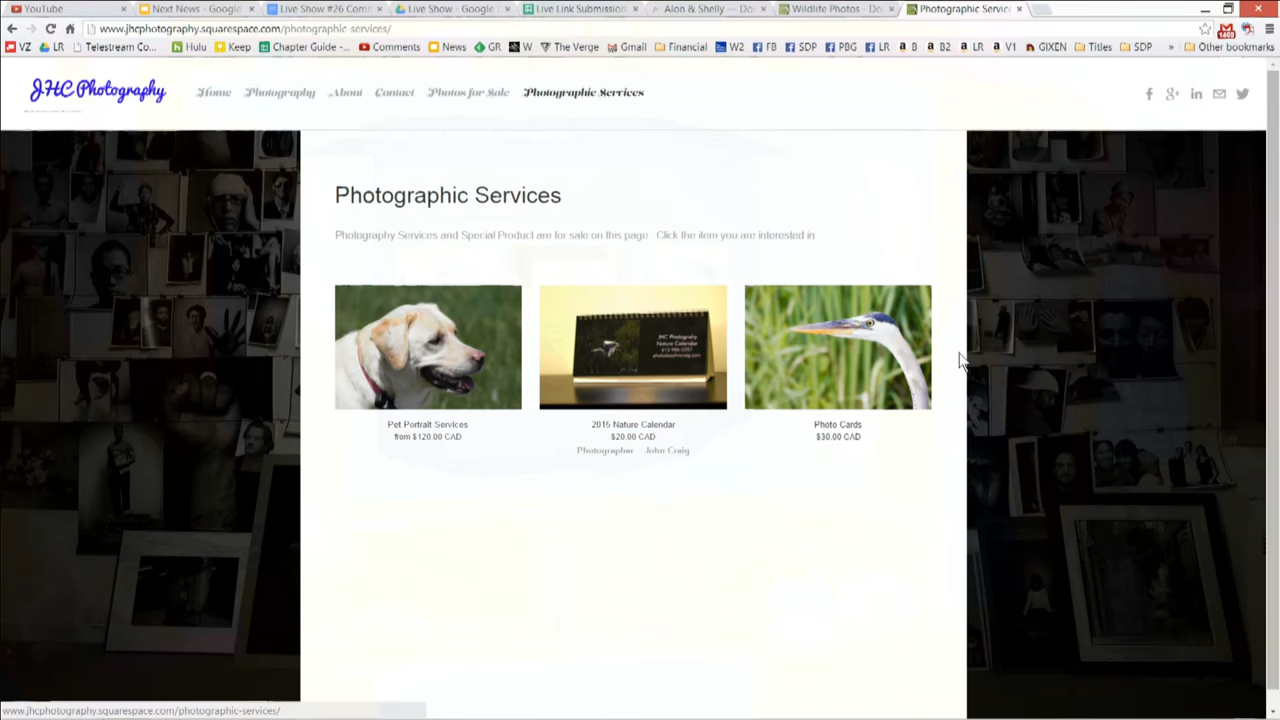 YouTube
Next News - Google
Live Show #26 Com
Live Show - Google
Live Link Submission
Alon & Shelly — Do
Wildlife Photos - Do
Photographic Servic
www.jhcphotography.squarespace.com/photographic-services/
VZ
LR
Telestream Co...
Hulu
Keep
Chapter Guide -...
Comments
News
GR
W
The Verge
Gmail
Financial
W2
FB
SDP
PBG
LR
B
B2
LR
V1
GIXEN
Titles
SDP
»
Other bookmarks
JHC Photography
Home
Photography
About
Contact
Photos for Sale
Photographic Services
Photographic Services
Photography Services and Special Product are for sale on this page Click the item you are interested in
JHC Photography
Nature Calendar
Pet Portrait Services
from $120.00 CAD
2015 Nature Calendar
$20.00 CAD
Photographer John Craig
Photo Cards
$30.00 CAD
www.jhcphotography.squarespace.com/photographic-services/